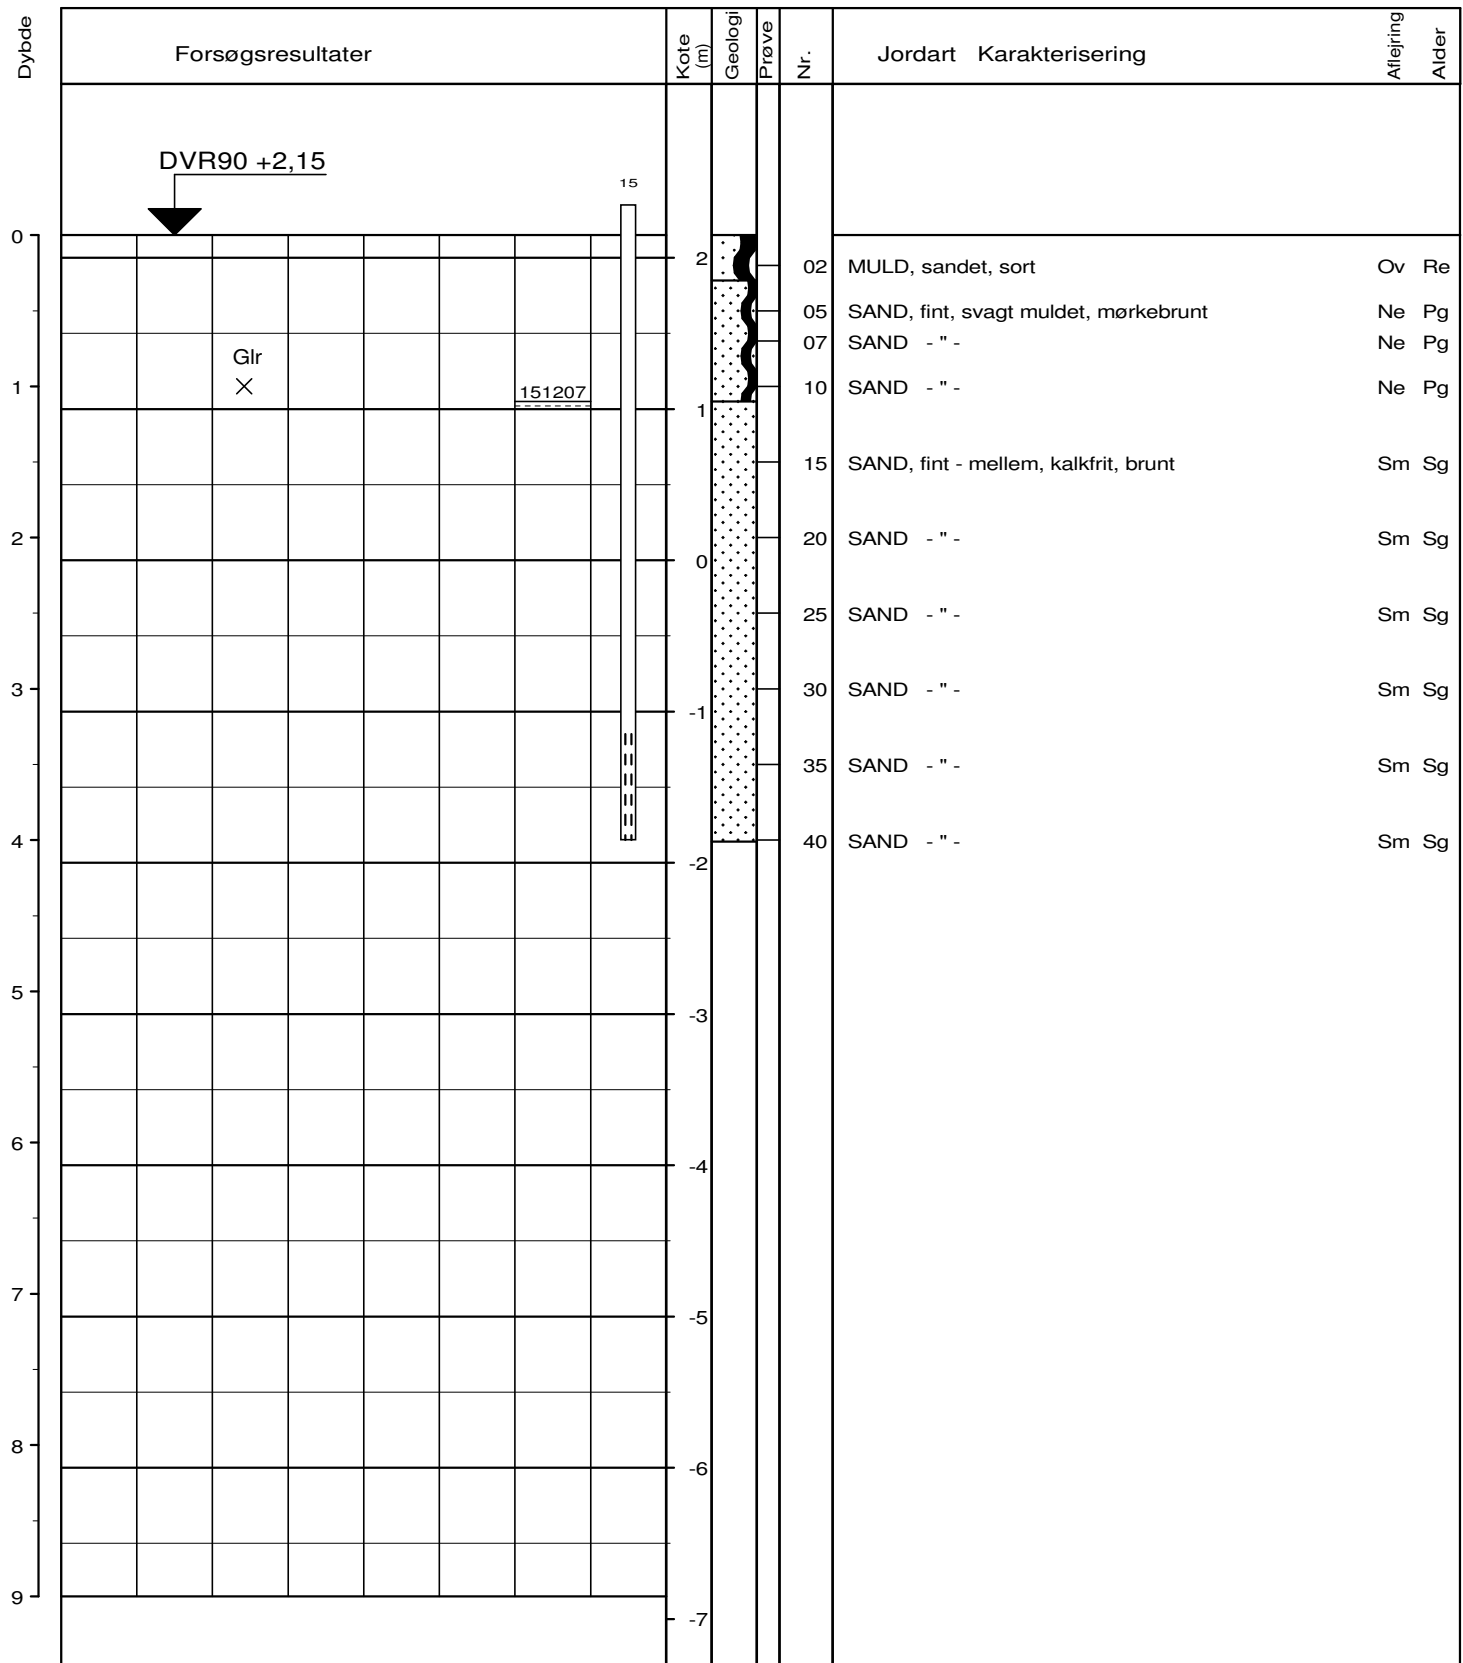 Dybde Forsøgsresultater Kote (m) Geologi Prøve Nr. Jordart Karakterisering Aflejring Alder
DVR90 +2,15
15
0
2 02 MULD, sandet, sort Ov Re
05 SAND, fint, svagt muldet, mørkebrunt Ne Pg
07 SAND - " - Ne Pg
Glr
1 151207 10 SAND - " - Ne Pg
1
15 SAND, fint - mellem, kalkfrit, brunt Sm Sg
2 20 SAND - " - Sm Sg
0
25 SAND - " - Sm Sg
3 30 SAND - " - Sm Sg
-1
35 SAND - " - Sm Sg
4 40 SAND - " - Sm Sg
-2
5
-3
6
-4
7
-5
8
-6
9
-7